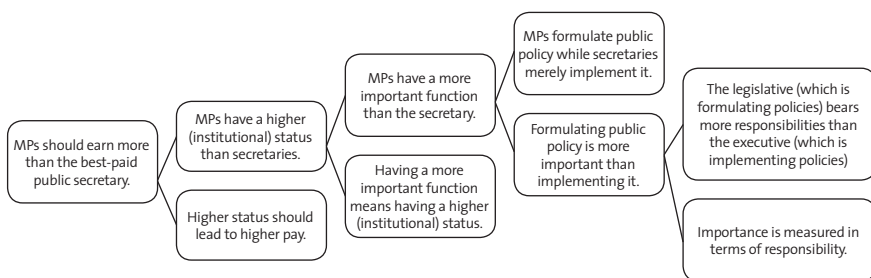 MPs should earn more
than the best-paid
public secretary.
MPs have a higher
(institutional) status
than secretaries.
Higher status should
lead to higher pay.
MPs have a more
important function
than the secretary.
Having a more
important function
means having a higher
(institutional) status.
MPs formulate public
policy while secretaries
merely implement it.
Formulating public
policy is more
important than
implementing it.
The legislative (which is
formulating policies) bears
more responsibilities than
the executive (which is
implementing policies)
Importance is measured in
terms of responsibility.